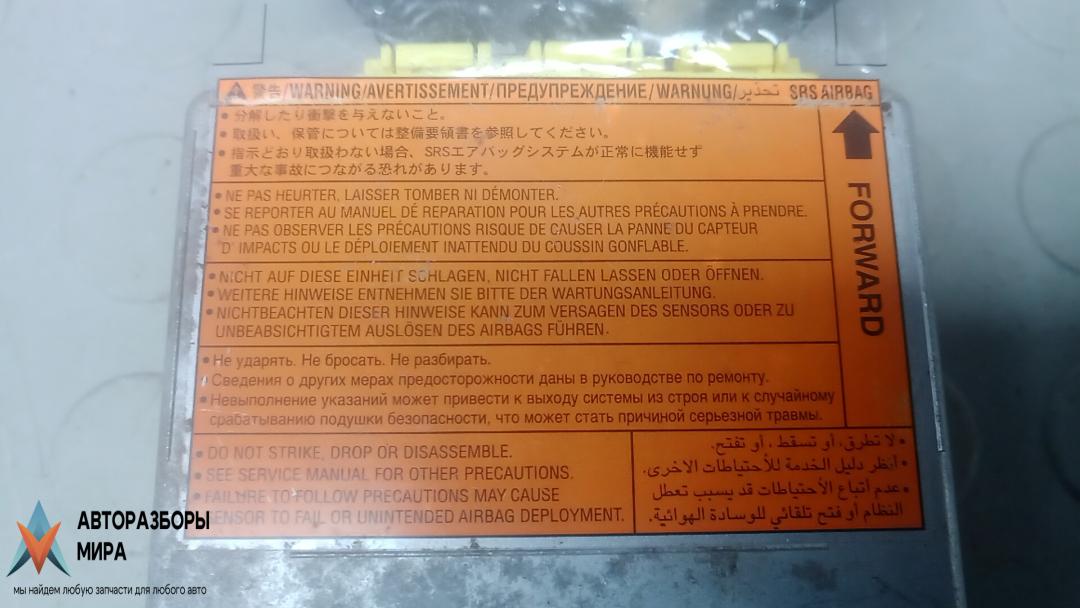 警告/WARNING/AVERTISSEMENT/ПРЕДУПРЕЖДЕНИЕ/WARNUNG/تحذير SRS AIRBAG
• 分解したり衝撃を与えないこと。
• 取扱い、保管については整備要領書を参照してください。
• 指示どおり取扱わない場合、SRSエアバッグシステムが正常に機能せず
重大な事故につながる恐れがあります。
FORWARD
• NE PAS HEURTER, LAISSER TOMBER NI DÉMONTER.
• SE REPORTER AU MANUEL DÉ REPARATION POUR LES AUTRES PRÉCAUTIONS À PRENDRE.
• NE PAS OBSERVER LES PRÉCAUTIONS RISQUE DE CAUSER LA PANNE DU CAPTEUR
"D" IMPACTS OU LE DÉPLOIEMENT INATTENDU DU COUSSIN GONFLABLE.
• NICHT AUF DIESE EINHEIT SCHLAGEN, NICHT FALLEN LASSEN ODER ÖFFNEN.
• WEITERE HINWEISE ENTNEHMEN SIE BITTE DER WARTUNGSANLEITUNG.
• NICHTBEACHTEN DIESER HINWEISE KANN ZUM VERSAGEN DES SENSORS ODER ZU
UNBEABSICHTIGTEM AUSLÖSEN DES AIRBAGS FÜHREN.
• Не ударять. Не бросать. Не разбирать.
• Сведения о других мерах предосторожности даны в руководстве по ремонту.
• Невыполнение указаний может привести к выходу системы из строя или к случайному
срабатыванию подушки безопасности, что может стать причиной серьезной травмы.
• DO NOT STRIKE, DROP OR DISASSEMBLE.
• SEE SERVICE MANUAL FOR OTHER PRECAUTIONS.
• FAILURE TO FOLLOW PRECAUTIONS MAY CAUSE
SENSOR TO FAIL OR UNINTENDED AIRBAG DEPLOYMENT.
• لا تطرق، أو تسقط ، أو تفتح.
• أنظر دليل الخدمة للأحتياطات الاخرى.
• عدم أتباع الأحتياطات قد يسبب تعطل
النظام أو فتح تلقائي للوسادة الهوائية.
АВТОРАЗБОРЫ
МИРА
мы найдем любую запчасти для любого авто